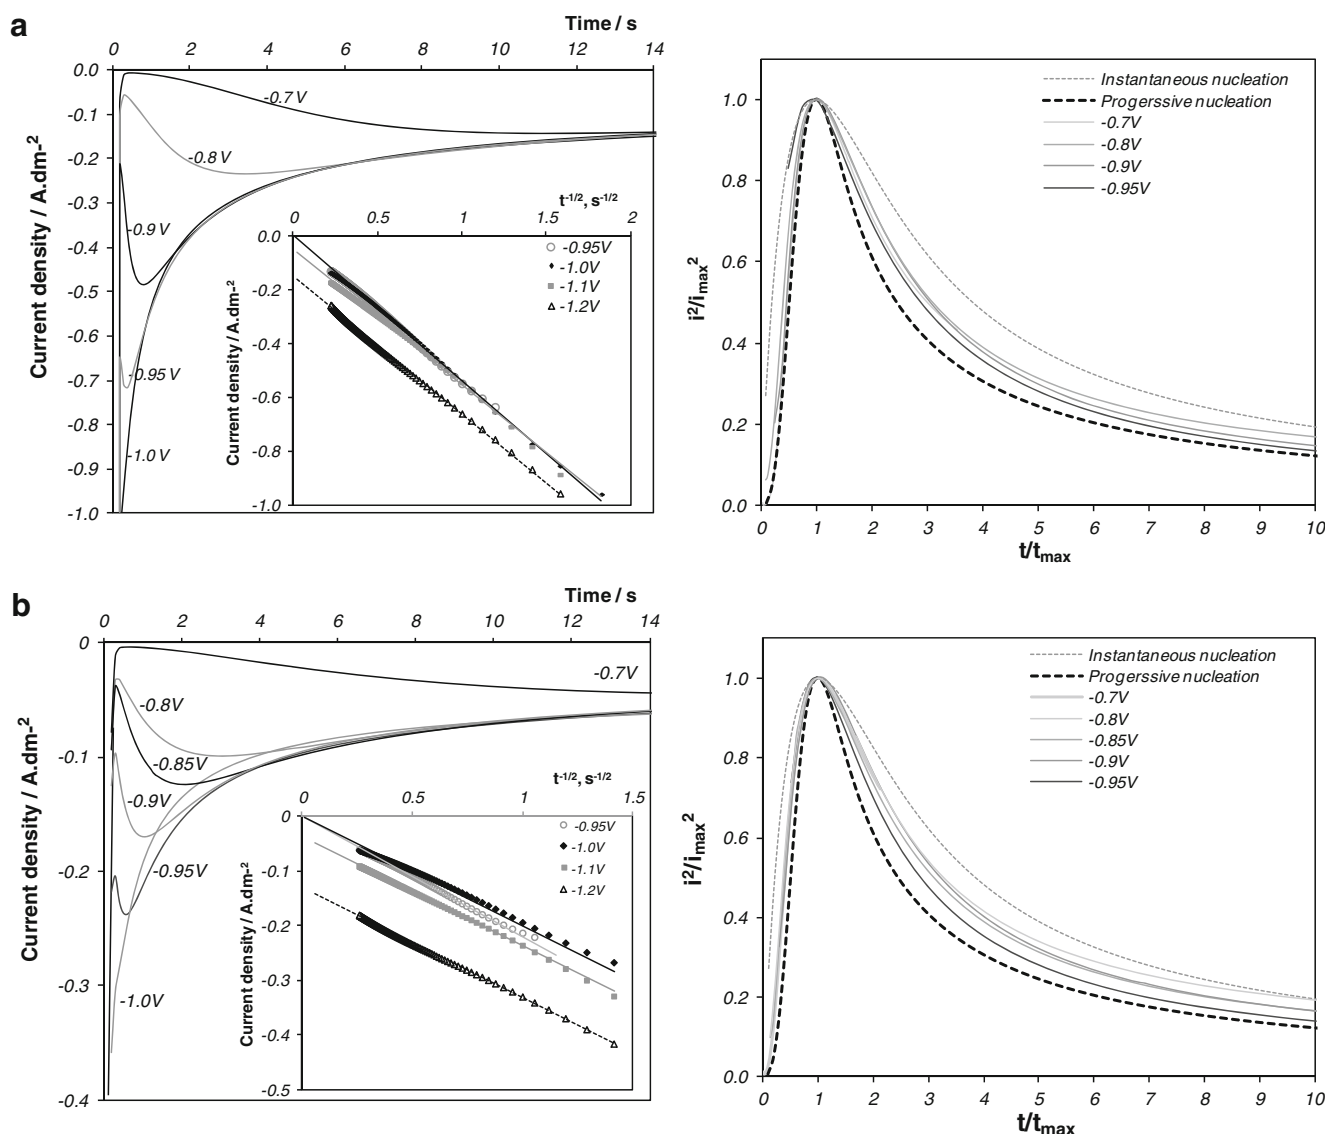 a
Time / s
0 2 4 6 8 10 12 14
Current density / A.dm-2
0.0
-0.1
-0.2
-0.3
-0.4
-0.5
-0.6
-0.7
-0.8
-0.9
-1.0
-0.7 V
-0.8 V
-0.9 V
-0.95 V
-1.0 V
t-1/2, s-1/2
0 0.5 1 1.5 2
Current density / A.dm-2
0.0
-0.2
-0.4
-0.6
-0.8
-1.0
-0.95V
-1.0V
-1.1V
-1.2V
i2/imax2
1.0
0.8
0.6
0.4
0.2
0.0
Instantaneous nucleation
Progerssive nucleation
-0.7V
-0.8V
-0.9V
-0.95V
0 1 2 3 4 5 6 7 8 9 10
t/tmax
b
Time / s
0 2 4 6 8 10 12 14
Current density / A.dm-2
0
-0.1
-0.2
-0.3
-0.4
-0.7V
-0.8V
-0.85V
-0.9V
-0.95V
-1.0V
t-1/2, s-1/2
0 0.5 1 1.5
Current density / A.dm-2
0
-0.1
-0.2
-0.3
-0.4
-0.5
-0.95V
-1.0V
-1.1V
-1.2V
i2/imax2
1.0
0.8
0.6
0.4
0.2
0.0
Instantaneous nucleation
Progerssive nucleation
-0.7V
-0.8V
-0.85V
-0.9V
-0.95V
0 1 2 3 4 5 6 7 8 9 10
t/tmax